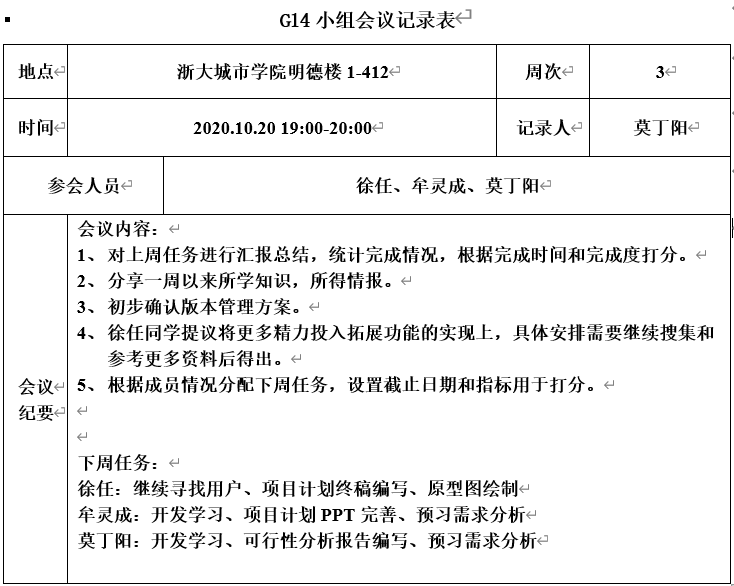 G14 小组会议记录表
地点 浙大城市学院明德楼 1-412 周次 3
时间 2020.10.20 19:00-20:00 记录人 莫丁阳
参会人员 徐任、牟灵成、莫丁阳
会议内容：
1、对上周任务进行汇报总结，统计完成情况，根据完成时间和完成度打分。
2、分享一周以来所学知识，所得情报。
3、初步确认版本管理方案。
4、徐任同学提议将更多精力投入拓展功能的实现上，具体安排需要继续搜集和
参考更多资料后得出。
会议
纪要
5、根据成员情况分配下周任务，设置截止日期和指标用于打分。
下周任务：
徐任：继续寻找用户、项目计划终稿编写、原型图绘制
牟灵成：开发学习、项目计划 PPT 完善、预习需求分析
莫丁阳：开发学习、可行性分析报告编写、预习需求分析